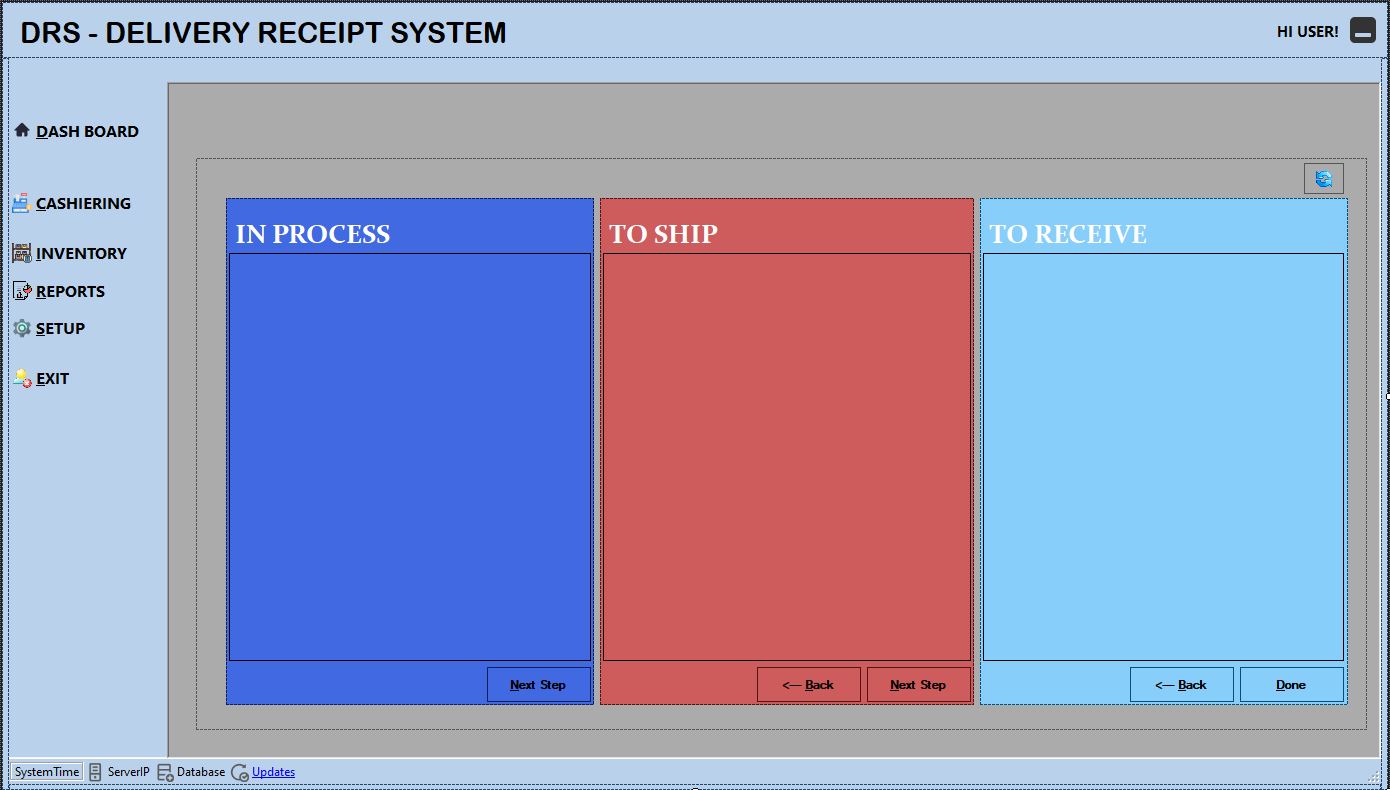 DRS - DELIVERY RECEIPT SYSTEM
HI USER!
DASH BOARD
CASHIERING
INVENTORY
REPORTS
SETUP
EXIT
IN PROCESS
TO SHIP
TO RECEIVE
Next Step
<— Back
Next Step
<— Back
Done
SystemTime
ServerIP
Database
Updates